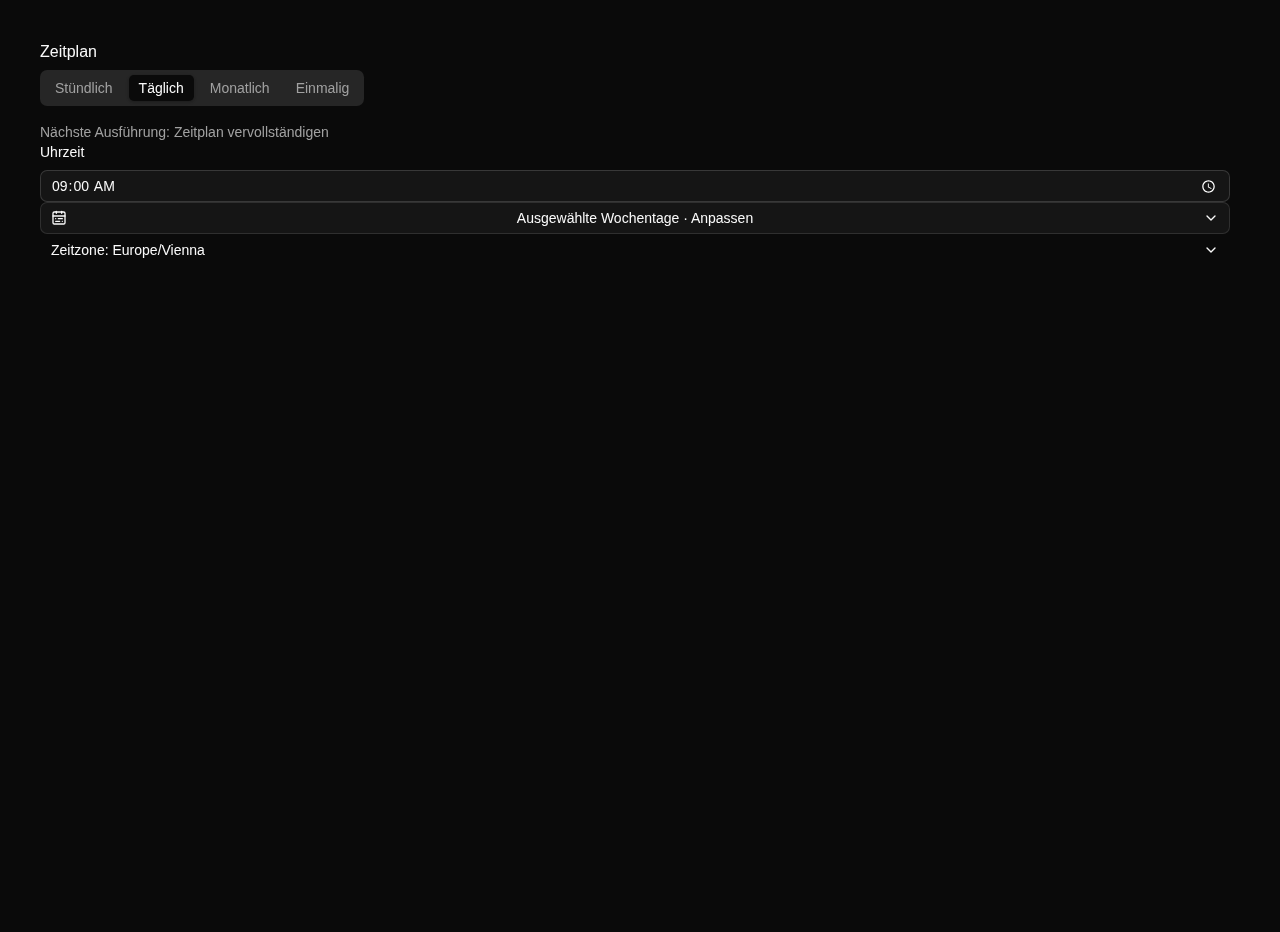 Zeitplan
Stündlich Täglich Monatlich Einmalig
Nächste Ausführung: Zeitplan vervollständigen
Uhrzeit
09:00 AM
Ausgewählte Wochentage · Anpassen
Zeitzone: Europe/Vienna